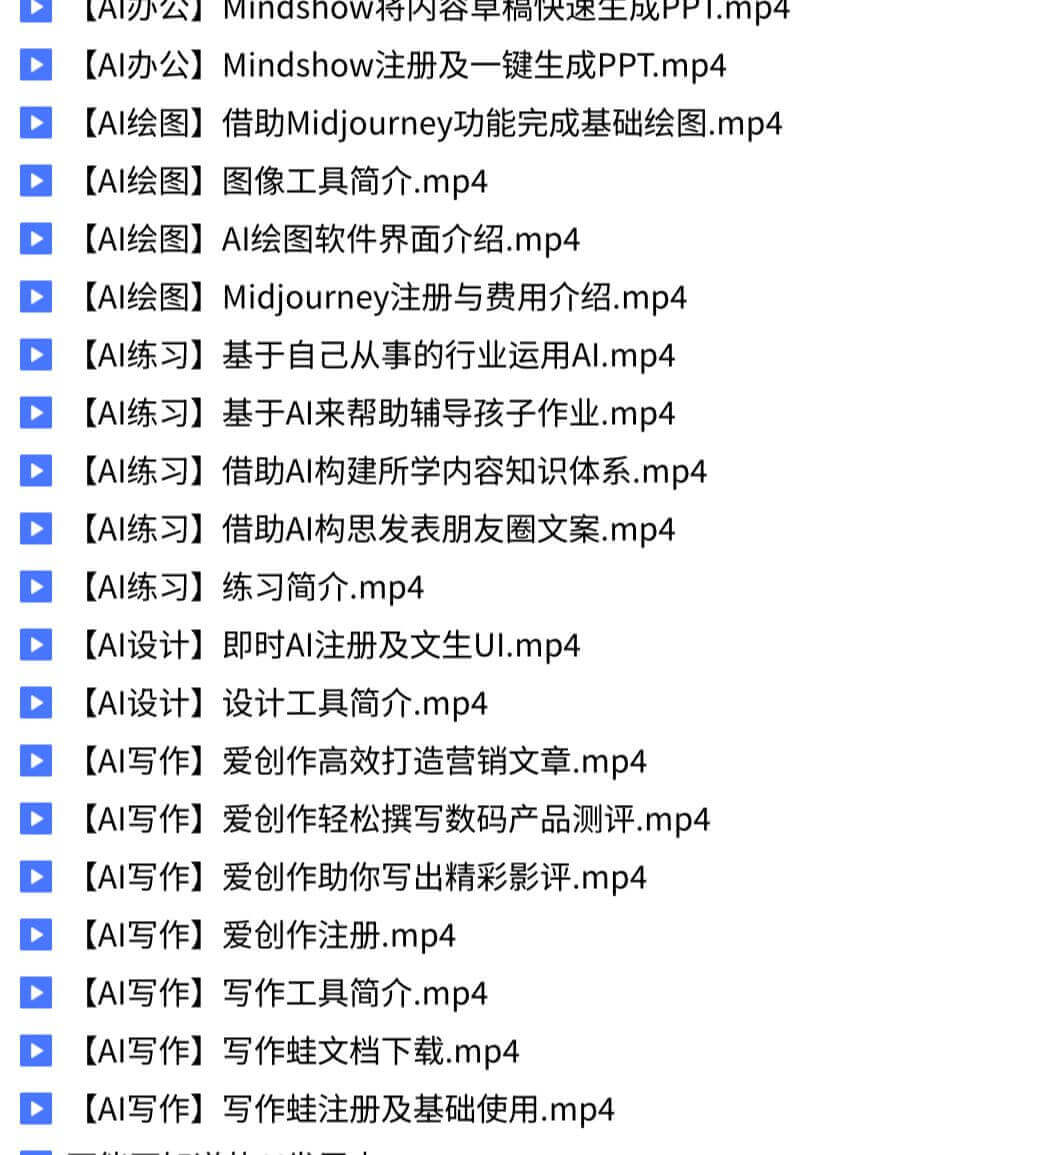 【AI办公】Mindshow将内容草稿快速生成PPT.mp4
【AI办公】Mindshow注册及一键生成PPT.mp4
【AI绘图】借助Midjourney功能完成基础绘图.mp4
【AI绘图】图像工具简介.mp4
【AI绘图】AI绘图软件界面介绍.mp4
【AI绘图】Midjourney注册与费用介绍.mp4
【AI练习】基于自己从事的行业运用AI.mp4
【AI练习】基于AI来帮助辅导孩子作业.mp4
【AI练习】借助AI构建所学内容知识体系.mp4
【AI练习】借助AI构思发表朋友圈文案.mp4
【AI练习】练习简介.mp4
【AI设计】即时AI注册及文生UI.mp4
【AI设计】设计工具简介.mp4
【AI写作】爱创作高效打造营销文章.mp4
【AI写作】爱创作轻松撰写数码产品测评.mp4
【AI写作】爱创作助你写出精彩影评.mp4
【AI写作】爱创作注册.mp4
【AI写作】写作工具简介.mp4
【AI写作】写作蛙文档下载.mp4
【AI写作】写作蛙注册及基础使用.mp4